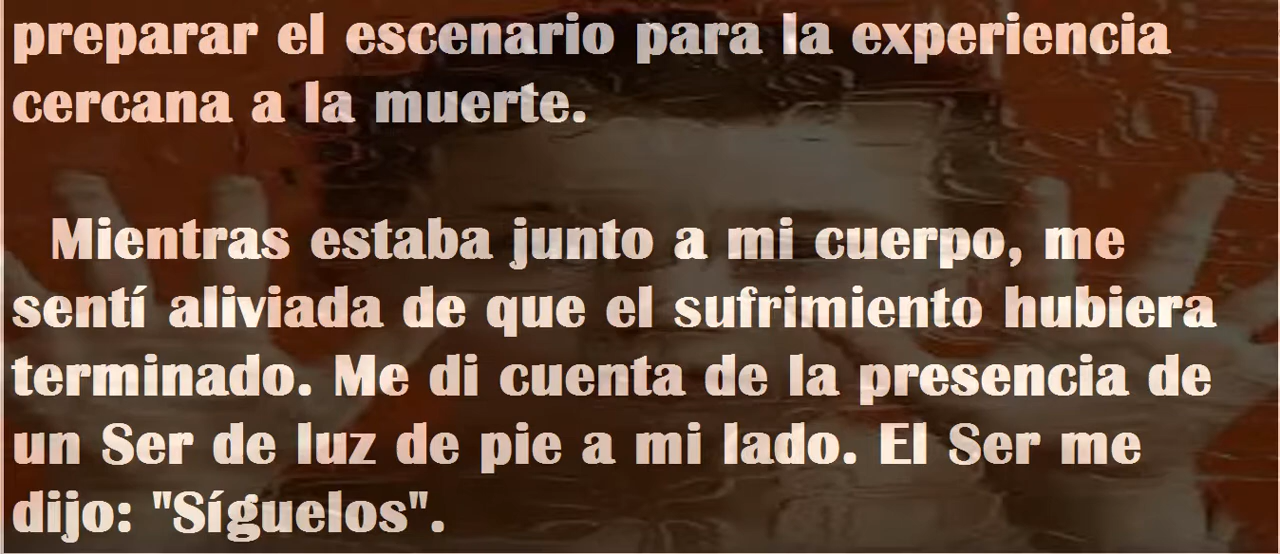 preparar el escenario para la experiencia
cercana a la muerte.
Mientras estaba junto a mi cuerpo, me
sentí aliviada de que el sufrimiento hubiera
terminado. Me di cuenta de la presencia de
un Ser de luz de pie a mi lado. El Ser me
dijo: "Síguelos".